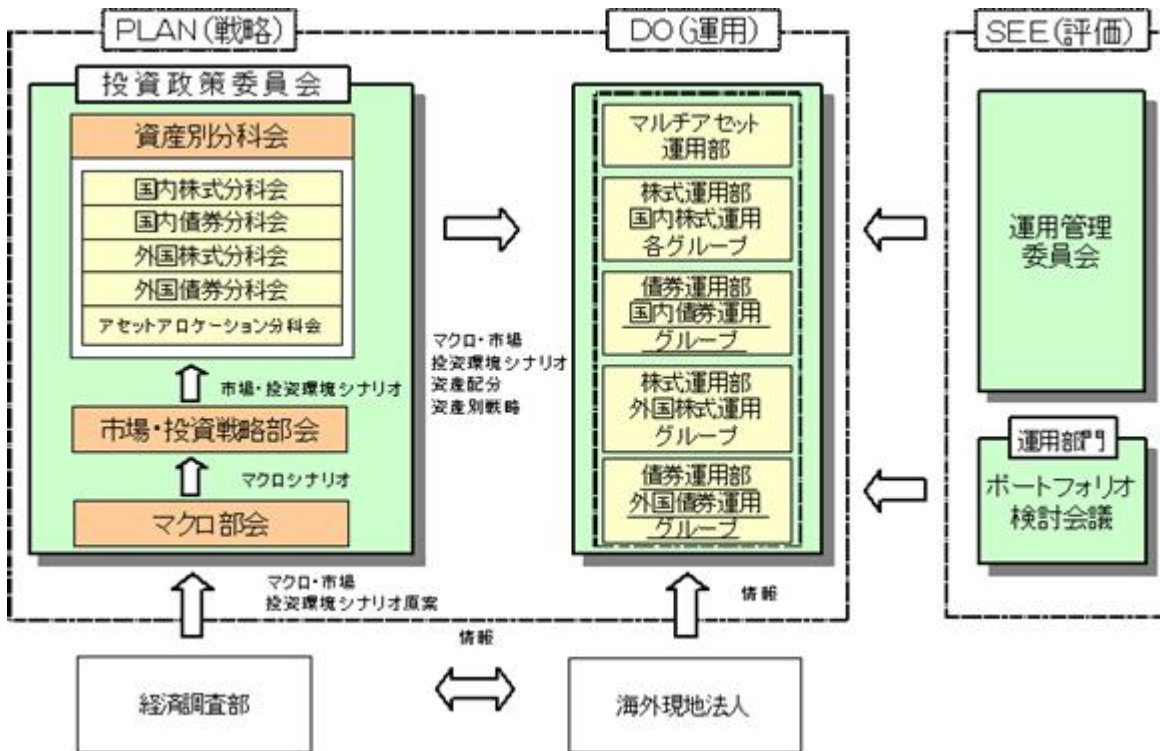 PLAN(戦略)
投資政策委員会
資産別分科会
国内株式分科会
国内債券分科会
外国株式分科会
外国債券分科会
アセットアロケーション分科会
市場・投資環境シナリオ
市場・投資戦略部会
マクロシナリオ
マクロ部会
マクロ・市場
投資環境シナリオ
資産配分
資産別戦略
DO(運用)
マルチアセット
運用部
株式運用部
国内株式運用
各グループ
債券運用部
国内債券運用
グループ
株式運用部
外国株式運用
グループ
債券運用部
外国債券運用
グループ
SEE(評価)
運用管理
委員会
運用部門
ポートフォリオ
検討会議
マクロ・市場
投資環境シナリオ原案
情報
情報
経済調査部
海外現地法人